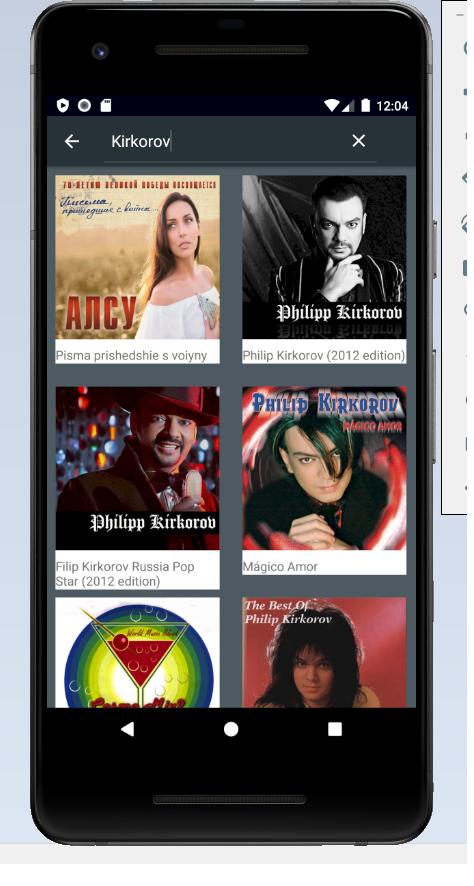 12:04
Kirkorov
70-ЛЕТИЮ ВЕЛИКОЙ ПОБЕДЫ ПОСВЯЩАЕТСЯ
Письма,
пришедшие с войны...
АЛСУ
Pisma prishedshie s voiyny
Philipp Kirkorov
Philip Kirkorov (2012 edition)
Philipp Kirkorov
Filip Kirkorov Russia Pop
Star (2012 edition)
PHILIP KIRKOROV
MÁGICO AMOR
Mágico Amor
World Music
The Best Of
Philip Kirkorov